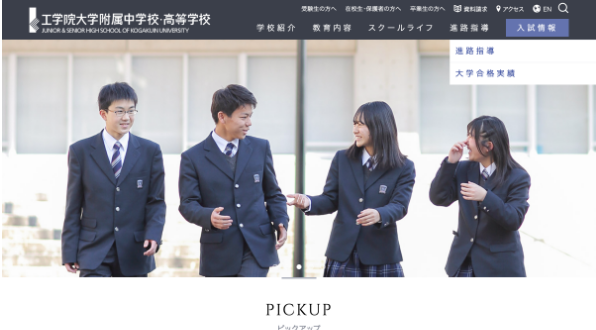 受験生の方へ 在校生・保護者の方へ 卒業生の方へ 資料請求 アクセス EN
工学院大学附属中学校・高等学校
JUNIOR & SENIOR HIGH SCHOOL OF KOGAKUIN UNIVERSITY
学校紹介 教育内容 スクールライフ 進路指導 入試情報
進路指導
大学合格実績
PICKUP
ピックアップ